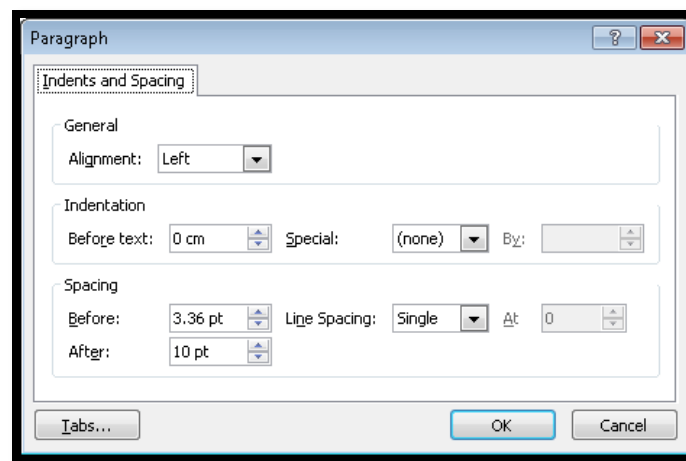 Paragraph
Indents and Spacing
General
Alignment: Left
Indentation
Before text: 0 cm Special: (none) By:
Spacing
Before: 3.36 pt Line Spacing: Single At 0
After: 10 pt
Tabs... OK Cancel